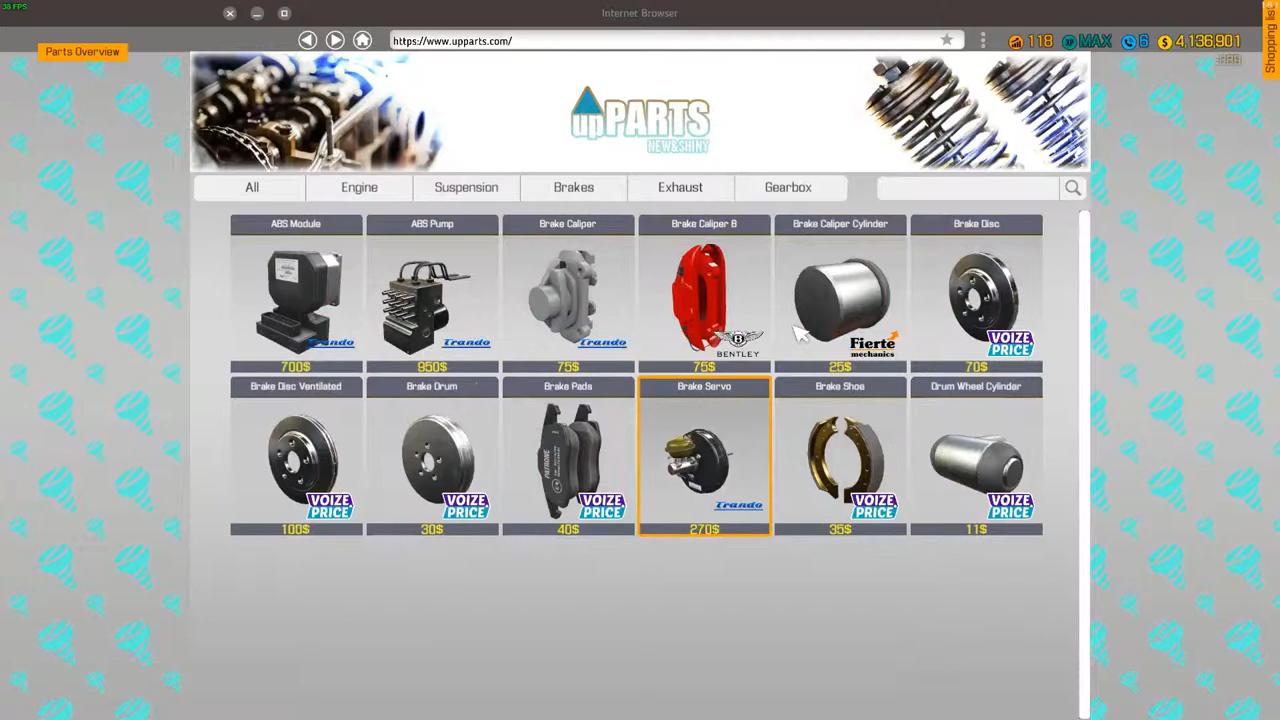 38 FPS
Internet Browser
https://www.upparts.com/
Parts Overview
118
XP
MAX
6
$
4,136,901
Shopping list
upPARTS
NEW&SHINY
All
Engine
Suspension
Brakes
Exhaust
Gearbox
ABS Module
ABS Pump
Brake Caliper
Brake Caliper B
Brake Caliper Cylinder
Brake Disc
Trando
Trando
Trando
BENTLEY
Fierte mechanics
VOIZE PRICE
700$
950$
75$
75$
25$
70$
Brake Disc Ventilated
Brake Drum
Brake Pads
Brake Servo
Brake Shoe
Drum Wheel Cylinder
VOIZE PRICE
VOIZE PRICE
VOIZE PRICE
Trando
VOIZE PRICE
VOIZE PRICE
100$
30$
40$
270$
35$
11$